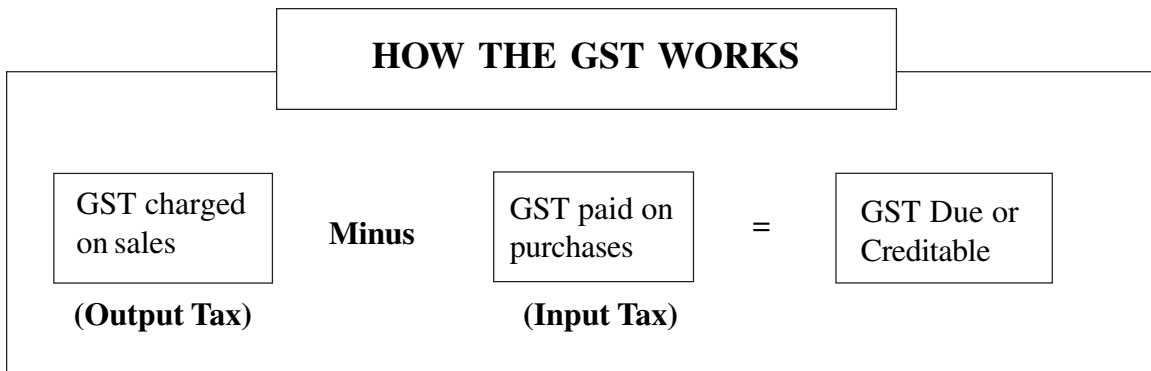 HOW THE GST WORKS
GST charged
on sales
(Output Tax)
Minus
GST paid on
purchases
(Input Tax)
=
GST Due or
Creditable